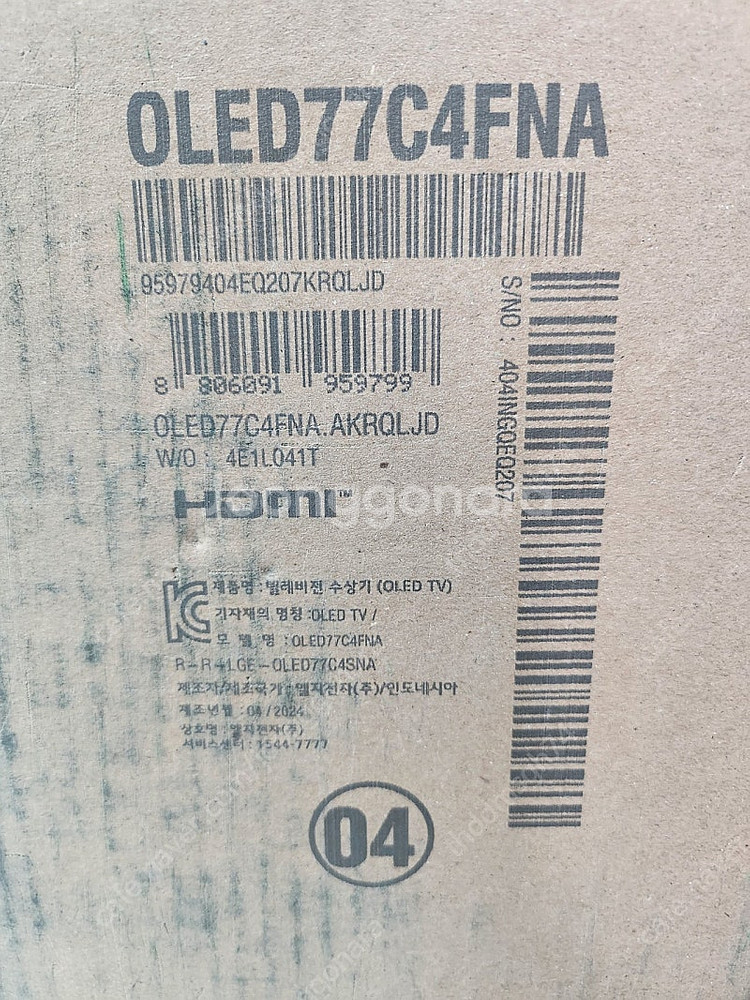 OLED77C4FNA
95979404EQ207KRQLJD
S/NO : 404INGQEQ207
8 806091 959799
OLED77C4FNA.AKRQLJD
W/O : 4E1L041T
HDMI™
joonggonara
제품명 : 텔레비전 수상기 (OLED TV)
기자재의 명칭 :OLED TV /
모 델 명 : OLED77C4FNA
R-R-LGE-OLED77C4SNA
제조자/제조국가 : 엘지전자(주)/인도네시아
제조년월 : 04/2024
상호명 : 엘지전자(주)
서비스센터 : 1544-7777
04